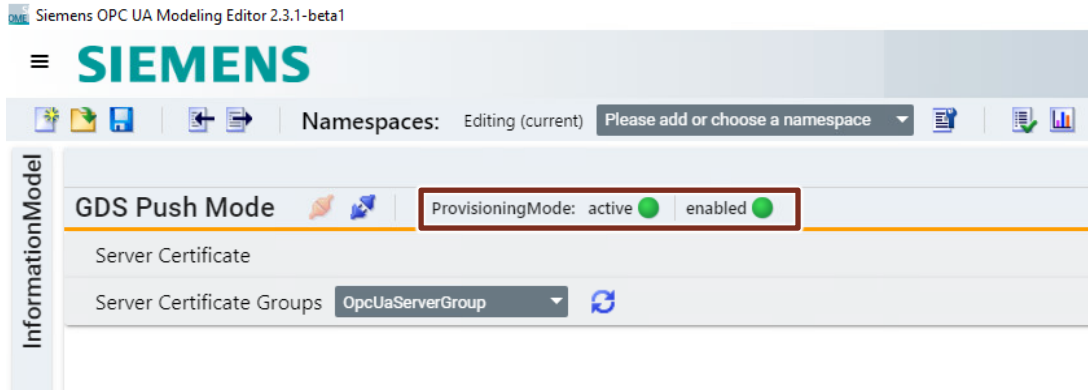 OME Siemens OPC UA Modeling Editor 2.3.1-beta1
SIEMENS
Namespaces: Editing (current) Please add or choose a namespace
InformationModel
GDS Push Mode ProvisioningMode: active enabled
Server Certificate
Server Certificate Groups OpcUaServerGroup